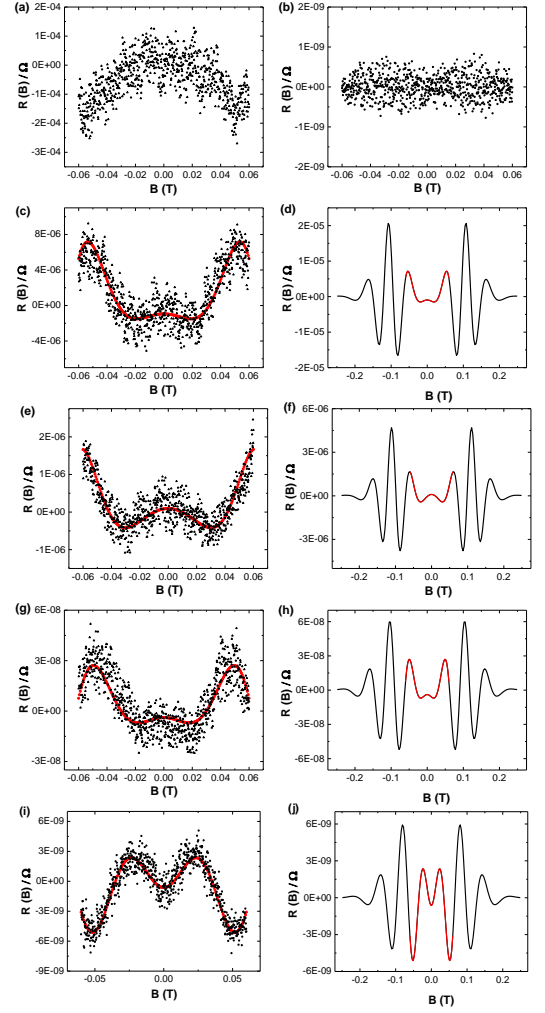 (a)
(b)
R (B) / Ω
1E-04
0E+00
-1E-04
-2E-04
-3E-04
-0.06 -0.04 -0.02 0.00 0.02 0.04 0.06
B (T)
R (B) / Ω
2E-09
1E-09
0E+00
-1E-09
-2E-09
-0.06 -0.04 -0.02 0.00 0.02 0.04 0.06
B (T)
(c)
(d)
R (B) / Ω
8E-06
4E-06
0E+00
-4E-06
-0.06 -0.04 -0.02 0.00 0.02 0.04 0.06
B (T)
R (B) / Ω
2E-05
1E-05
0E+00
-1E-05
-2E-05
-0.2 -0.1 0.0 0.1 0.2
B (T)
(e)
(f)
R (B) / Ω
2E-06
1E-06
0E+00
-1E-06
-0.06 -0.04 -0.02 0.00 0.02 0.04 0.06
B (T)
R (B) / Ω
6E-06
3E-06
0E+00
-3E-06
-0.2 -0.1 0.0 0.1 0.2
B (T)
(g)
(h)
R (B) / Ω
6E-08
3E-08
0E+00
-3E-08
-0.06 -0.04 -0.02 0.00 0.02 0.04 0.06
B (T)
R (B) / Ω
6E-08
3E-08
0E+00
-3E-08
-6E-08
-0.2 -0.1 0.0 0.1 0.2
B (T)
(i)
(j)
R (B) / Ω
6E-09
3E-09
0E+00
-3E-09
-6E-09
-9E-09
-0.05 0.00 0.05
B (T)
R (B) / Ω
6E-09
3E-09
0E+00
-3E-09
-6E-09
-0.2 -0.1 0.0 0.1 0.2
B (T)